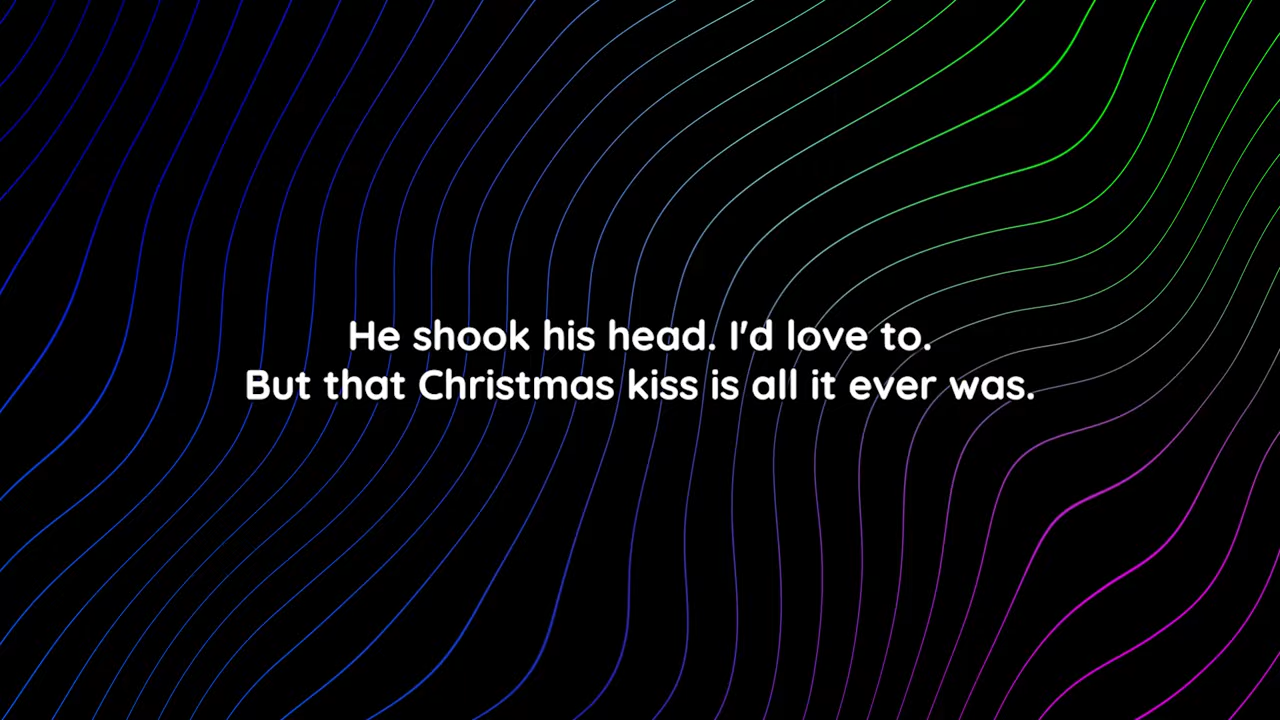 He shook his head. I'd love to.
But that Christmas kiss is all it ever was.